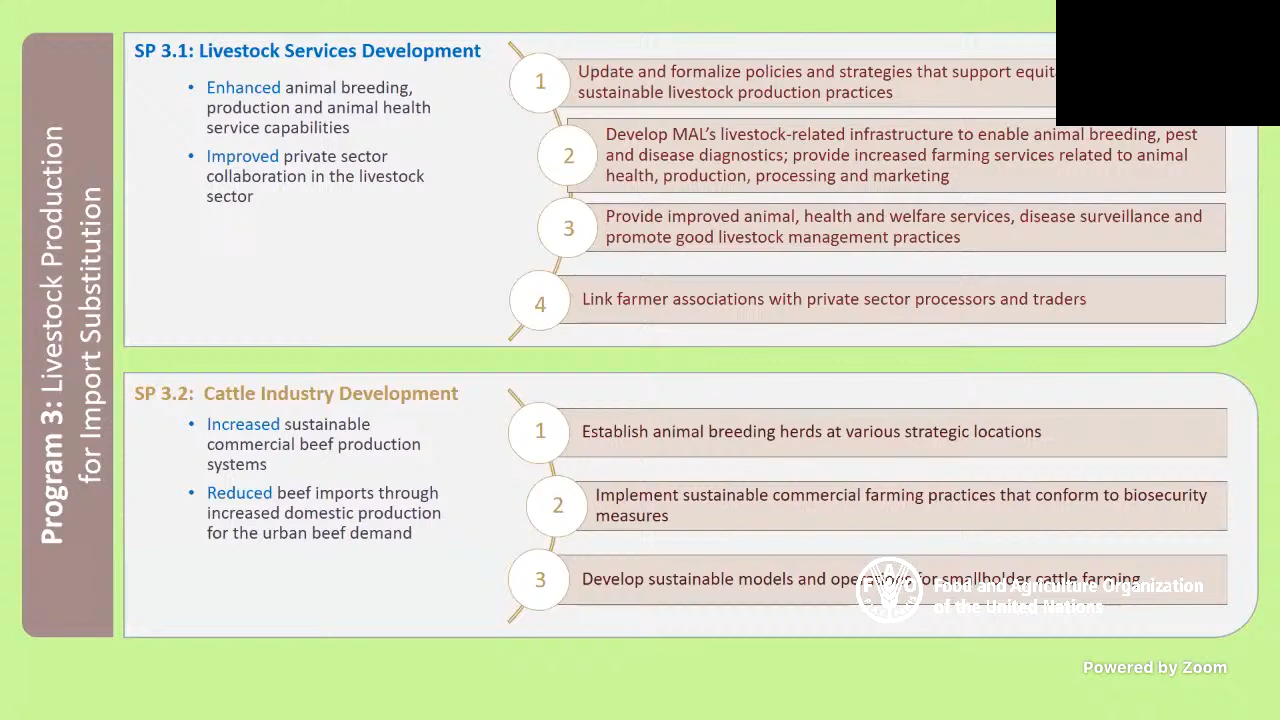 Program 3: Livestock Production
for Import Substitution
SP 3.1: Livestock Services Development
• Enhanced animal breeding,
production and animal health
service capabilities
• Improved private sector
collaboration in the livestock
sector
1
Update and formalize policies and strategies that support
sustainable livestock production practices
2
Develop MAL's livestock-related infrastructure to enable animal breeding, pest
and disease diagnostics; provide increased farming services related to animal
health, production, processing and marketing
3
Provide improved animal, health and welfare services, disease surveillance and
promote good livestock management practices
4
Link farmer associations with private sector processors and traders
SP 3.2: Cattle Industry Development
• Increased sustainable
commercial beef production
systems
• Reduced beef imports through
increased domestic production
for the urban beef demand
1
Establish animal breeding herds at various strategic locations
2
Implement sustainable commercial farming practices that conform to biosecurity
measures
3
Develop sustainable models and operations for smallholder cattle farming
FAO
Food and Agriculture Organization
of the United Nations
Powered by Zoom